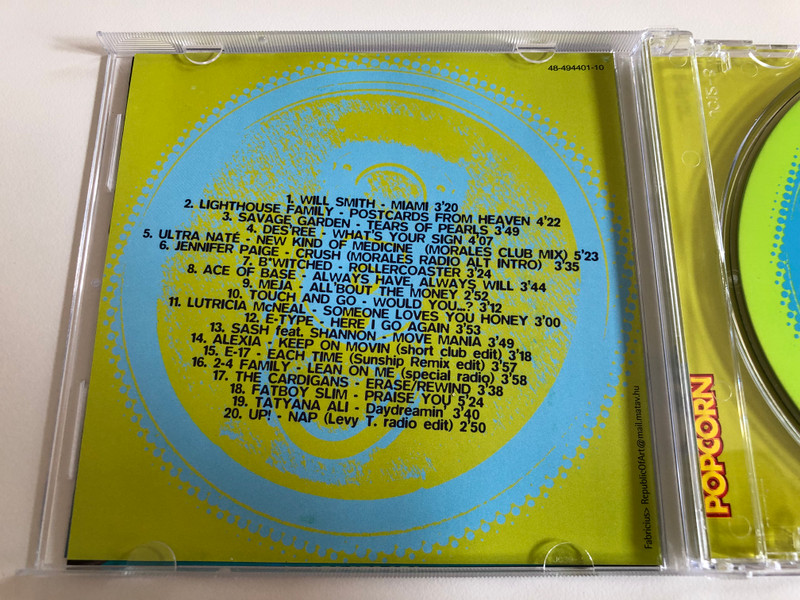 48-494401-10
1. WILL SMITH - MIAMI 3'20
2. LIGHTHOUSE FAMILY - POSTCARDS FROM HEAVEN 4'22
3. SAVAGE GARDEN - TEARS OF PEARLS 3'49
4. DES'REE - WHAT'S YOUR SIGN 4'07
5. ULTRA NATÉ - NEW KIND OF MEDICINE (MORALES CLUB MIX) 5'23
6. JENNIFER PAIGE - CRUSH (MORALES RADIO ALT INTRO) 3'35
7. B*WITCHED - ROLLERCOASTER 3'24
8. ACE OF BASE - ALWAYS HAVE, ALWAYS WILL 3'44
9. MEJA - ALL'BOUT THE MONEY 2'52
10. TOUCH AND GO - WOULD YOU..? 3'12
11. LUTRICIA McNEAL - SOMEONE LOVES YOU HONEY 3'00
12. E-TYPE - HERE I GO AGAIN 3'53
13. SASH feat. SHANNON - MOVE MANIA 3'49
14. ALEXIA - KEEP ON MOVIN (short club edit) 3'18
15. E-17 - EACH TIME (Sunship Remix edit) 3'57
16. 2-4 FAMILY - LEAN ON ME (special radio) 3'58
17. THE CARDIGANS - ERASE/REWIND 3'38
18. FATBOY SLIM - PRAISE YOU 5'24
19. TATYANA ALI - Daydreamin' 3'40
20. UP! - NAP (Levy T. radio edit) 2'50
Fabricius> RepublicOfArt@mail.matav.hu
POPCORN